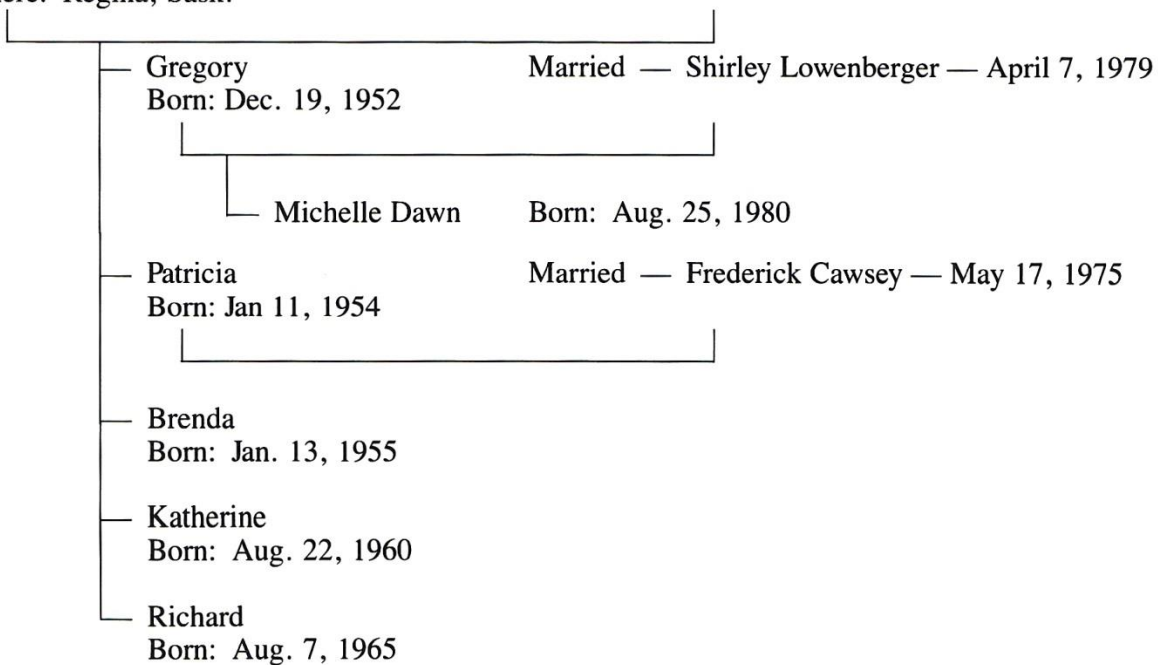 Regina, Sask.
Gregory Married — Shirley Lowenberger — April 7, 1979
Born: Dec. 19, 1952
Michelle Dawn Born: Aug. 25, 1980
Patricia Married — Frederick Cawsey — May 17, 1975
Born: Jan 11, 1954
Brenda
Born: Jan. 13, 1955
Katherine
Born: Aug. 22, 1960
Richard
Born: Aug. 7, 1965